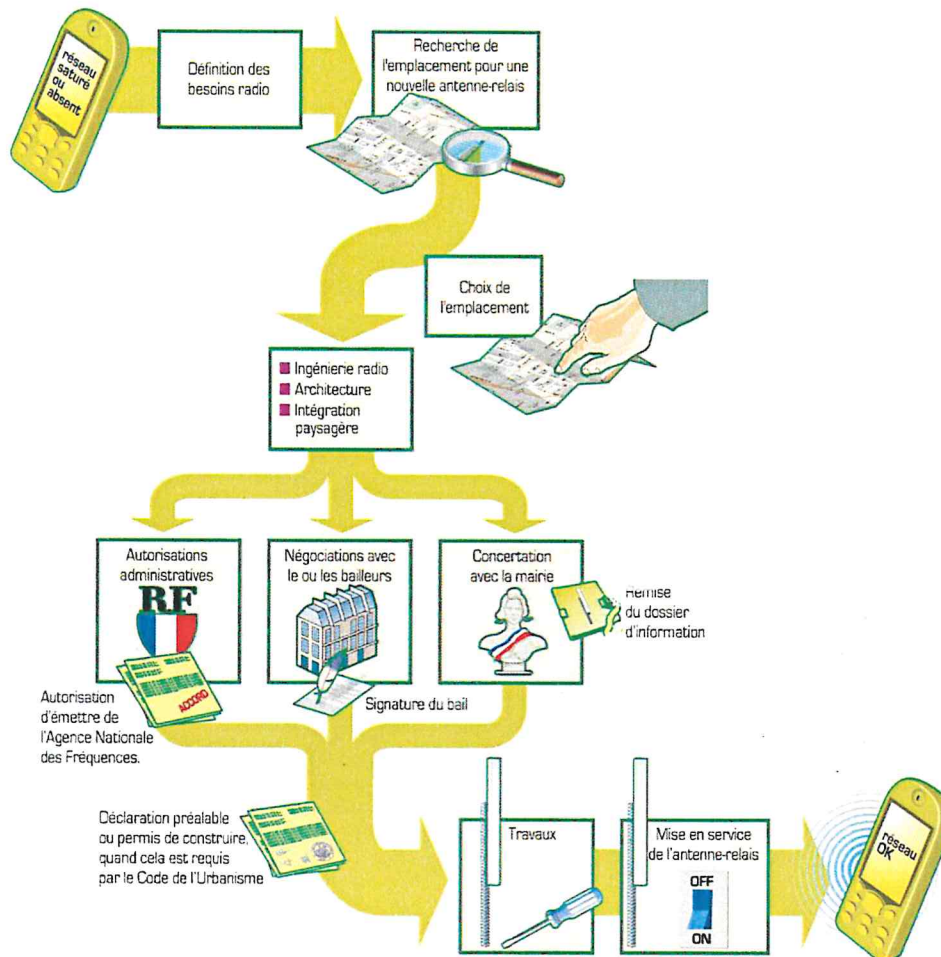 réseau
saturé
ou
absent
Définition des
besoins radio
Recherche de
l'emplacement pour une
nouvelle antenne-relais
Choix de
l'emplacement
Ingénierie radio
Architecture
Intégration
paysagère
Autorisations
administratives
RF
ACCORD
Autorisation
d'émettre de
l'Agence Nationale
des Fréquences.
Négociations avec
le ou les bailleurs
Signature du bail
Concertation
avec la mairie
Remise
du dossier
d'information
Déclaration préalable
ou permis de construire,
quand cela est requis
par le Code de l'Urbanisme
Travaux
Mise en service
de l'antenne-relais
OFF
ON
réseau
OK